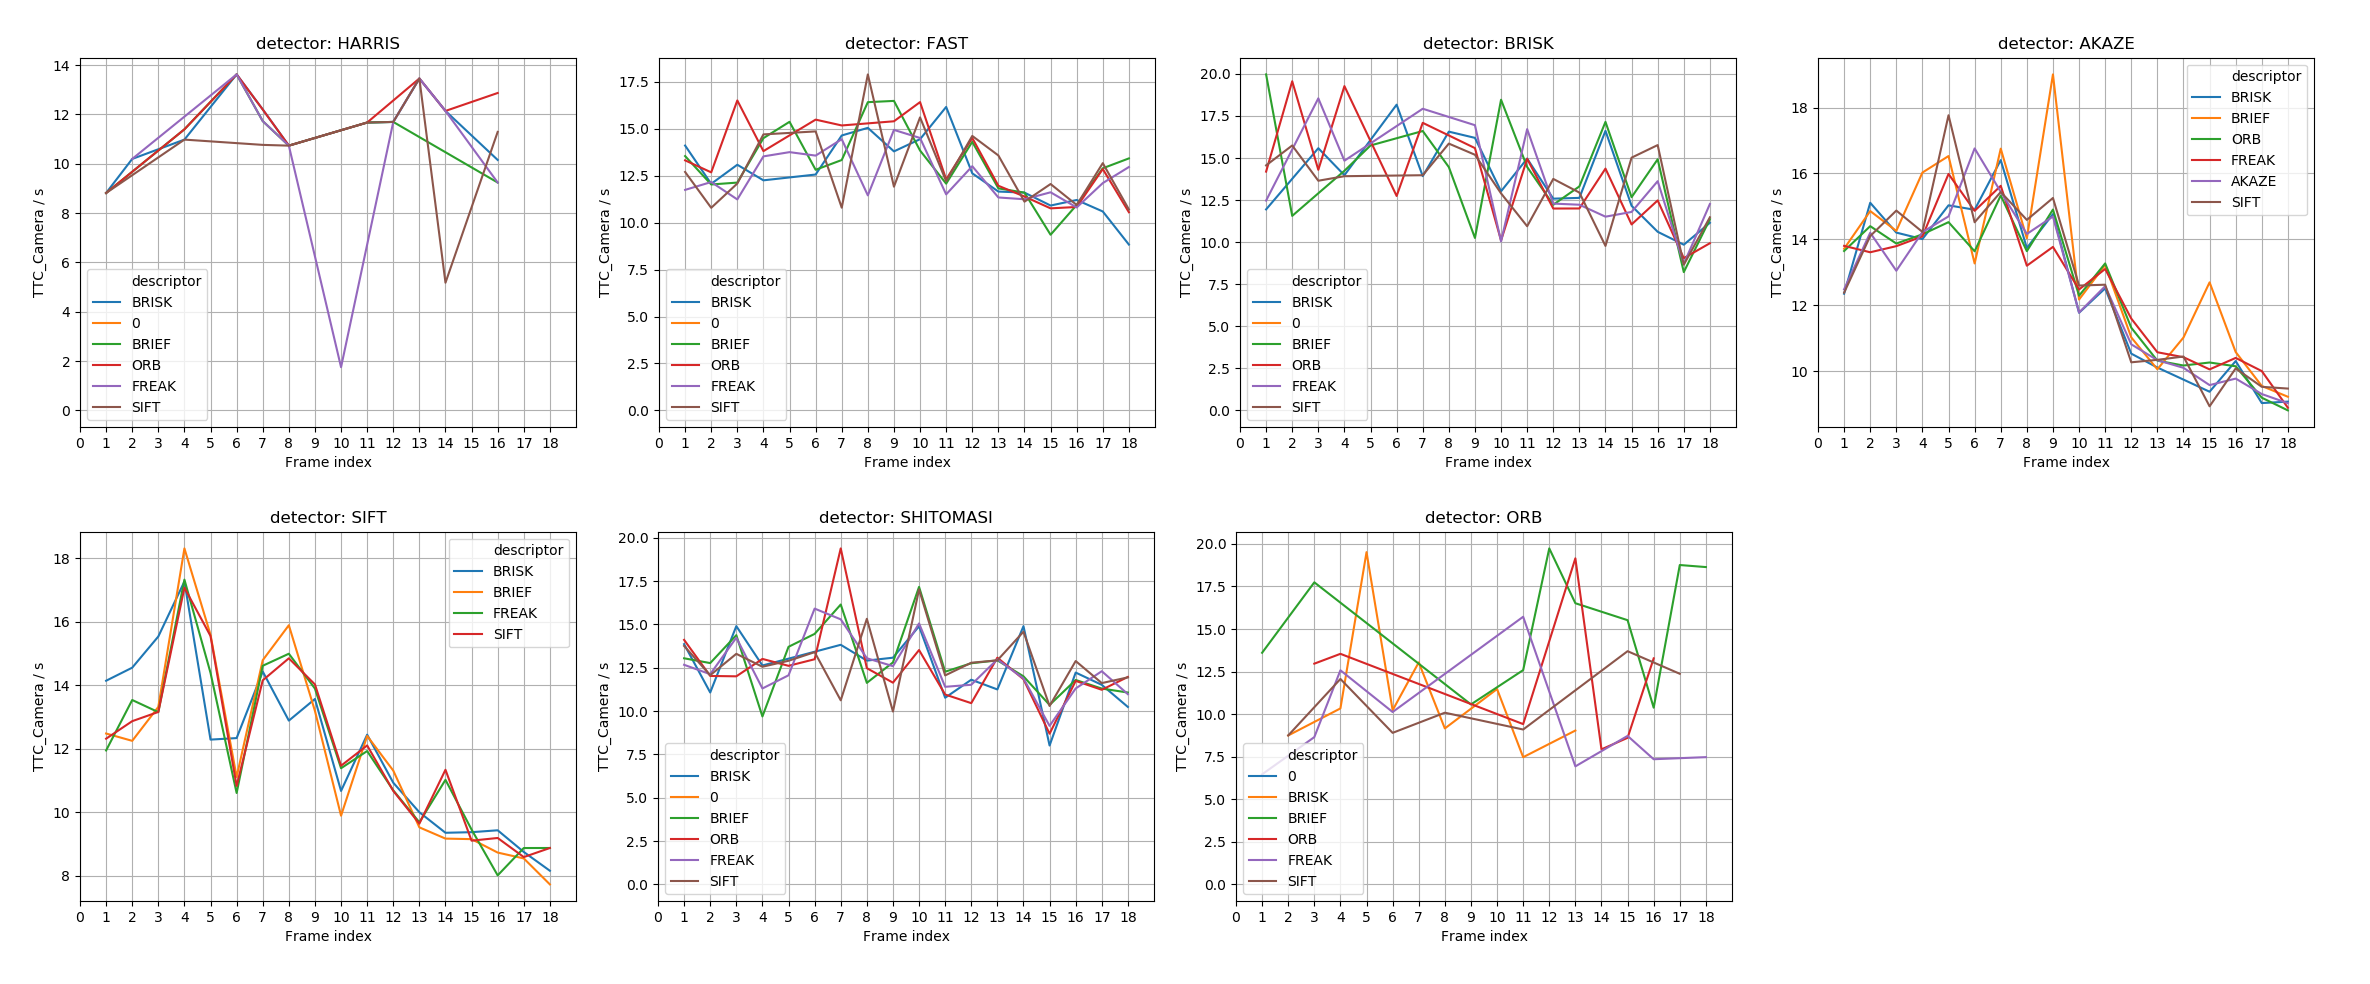 detector: HARRIS
14
12
10
8
6
4
2
0
TTC_Camera / s
descriptor
BRISK
0
BRIEF
ORB
FREAK
SIFT
0 1 2 3 4 5 6 7 8 9 10 11 12 13 14 15 16 17 18
Frame index
detector: FAST
17.5
15.0
12.5
10.0
7.5
5.0
2.5
0.0
TTC_Camera / s
descriptor
BRISK
0
BRIEF
ORB
FREAK
SIFT
0 1 2 3 4 5 6 7 8 9 10 11 12 13 14 15 16 17 18
Frame index
detector: BRISK
20.0
17.5
15.0
12.5
10.0
7.5
5.0
2.5
0.0
TTC_Camera / s
descriptor
BRISK
0
BRIEF
ORB
FREAK
SIFT
0 1 2 3 4 5 6 7 8 9 10 11 12 13 14 15 16 17 18
Frame index
detector: AKAZE
18
16
14
12
10
TTC_Camera / s
descriptor
BRISK
BRIEF
ORB
FREAK
AKAZE
SIFT
0 1 2 3 4 5 6 7 8 9 10 11 12 13 14 15 16 17 18
Frame index
detector: SIFT
18
16
14
12
10
8
TTC_Camera / s
descriptor
BRISK
BRIEF
FREAK
SIFT
0 1 2 3 4 5 6 7 8 9 10 11 12 13 14 15 16 17 18
Frame index
detector: SHITOMASI
20.0
17.5
15.0
12.5
10.0
7.5
5.0
2.5
0.0
TTC_Camera / s
descriptor
BRISK
0
BRIEF
ORB
FREAK
SIFT
0 1 2 3 4 5 6 7 8 9 10 11 12 13 14 15 16 17 18
Frame index
detector: ORB
20.0
17.5
15.0
12.5
10.0
7.5
5.0
2.5
0.0
TTC_Camera / s
descriptor
0
BRISK
BRIEF
ORB
FREAK
SIFT
0 1 2 3 4 5 6 7 8 9 10 11 12 13 14 15 16 17 18
Frame index